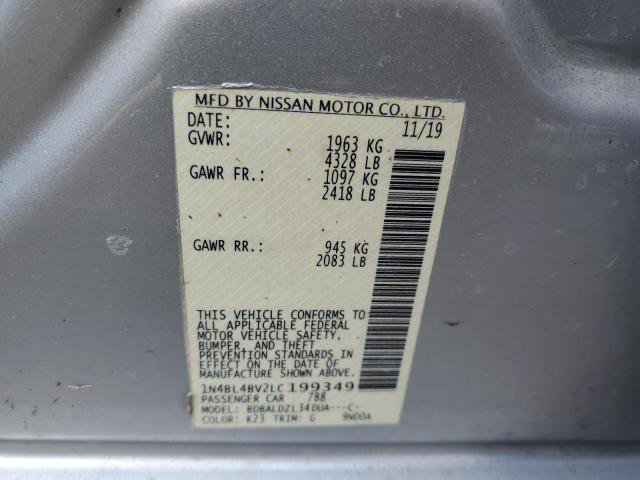 MFD BY NISSAN MOTOR CO., LTD.
DATE: 11/19
GVWR: 1963 KG
4328 LB
GAWR FR.: 1097 KG
2418 LB
GAWR RR.: 945 KG
2083 LB
THIS VEHICLE CONFORMS TO
ALL APPLICABLE FEDERAL
MOTOR VEHICLE SAFETY,
BUMPER, AND THEFT
PREVENTION STANDARDS IN
EFFECT ON THE DATE OF
MANUFACTURE SHOWN ABOVE.
1N4BL4BV2LC199349
PASSENGER CAR 788
MODEL: BDBALDZL34DUA---C-
COLOR: K23 TRIM: G 9N00A